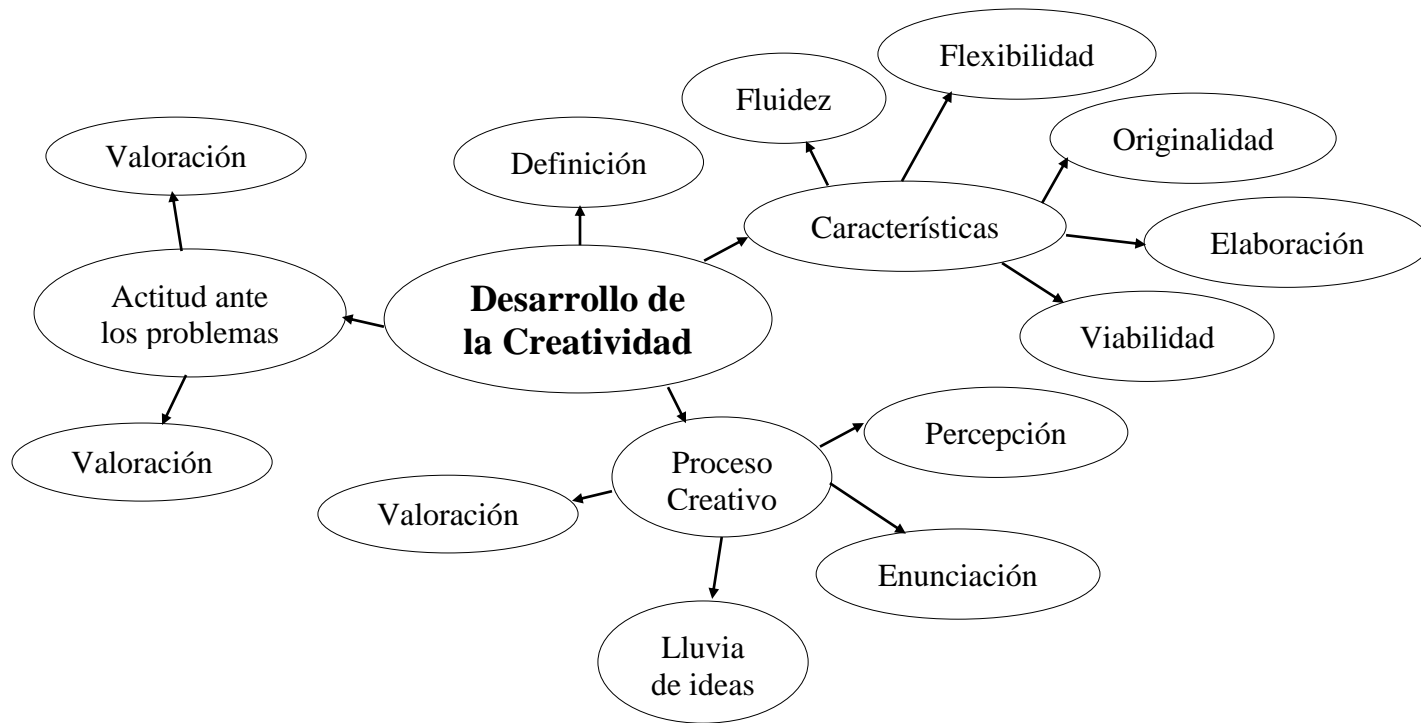 Flexibilidad
Fluidez
Originalidad
Valoración
Definición
Característícas
Elaboración
Actitud ante
los problemas
Desarrollo de
la Creatividad
Viabilidad
Percepción
Valoración
Proceso
Creativo
Valoración
Enunciación
Lluvia
de ideas